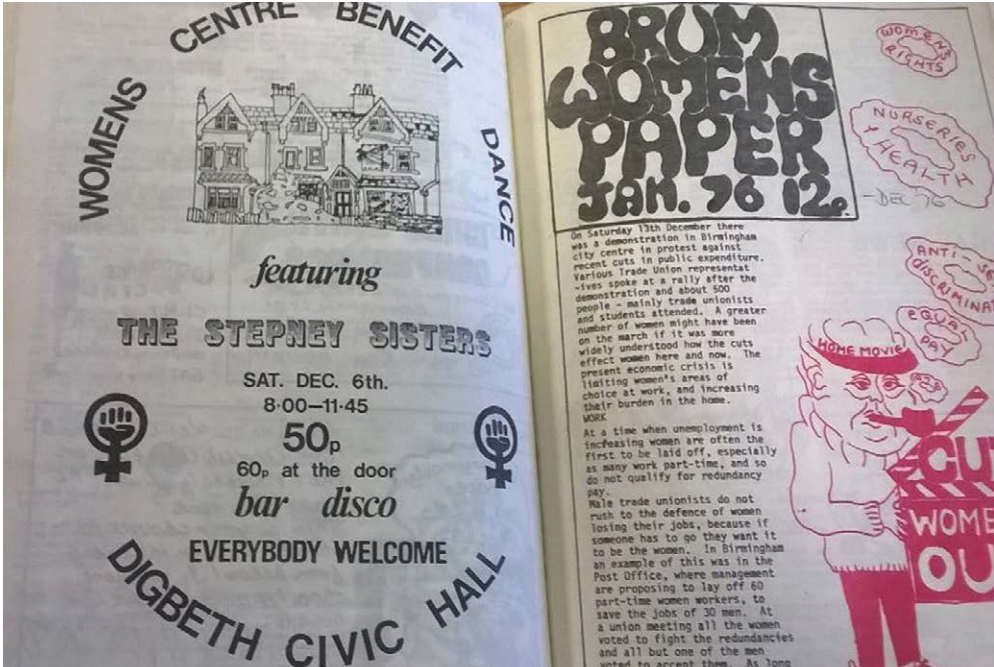 WOMENS CENTRE BENEFIT DANCE
featuring
THE STEPNEY SISTERS
SAT. DEC. 6th.
8·00–11·45
50p
60p at the door
bar disco
EVERYBODY WELCOME
DIGBETH CIVIC HALL
BRUM
WOMENS
PAPER
JAN. 76 12p.
On Saturday 13th December there
was a demonstration in Birmingham
city centre in protest against
recent cuts in public expenditure.
Various Trade Union representat
-ives spoke at a rally after the
demonstration and about 500
people - mainly trade unionists
and students attended. A greater
number of women might have been
on the march if it was more
widely understood how the cuts
effect women here and now. The
present economic crisis is
limiting women's areas of
choice at work, and increasing
their burden in the home.
WORK
At a time when unemployment is
increasing women are often the
first to be laid off, especially
as many work part-time, and so
do not qualify for redundancy
pay.
Male trade unionists do not
rush to the defence of women
losing their jobs, because if
someone has to go they want it
to be the women. In Birmingham
an example of this was in the
Post Office, where management
are proposing to lay off 60
part-time women workers, to
save the jobs of 30 men. At
a union meeting all the women
voted to fight the redundancies
and all but one of the men
voted to accept them. As long
WOMENS
RIGHTS
NURSERIES
+ HEALTH
-DEC 76
ANTI-SE
discRIMINAT
eQUAL
PAY
HOME MOVIE
CUT
WOME
OU